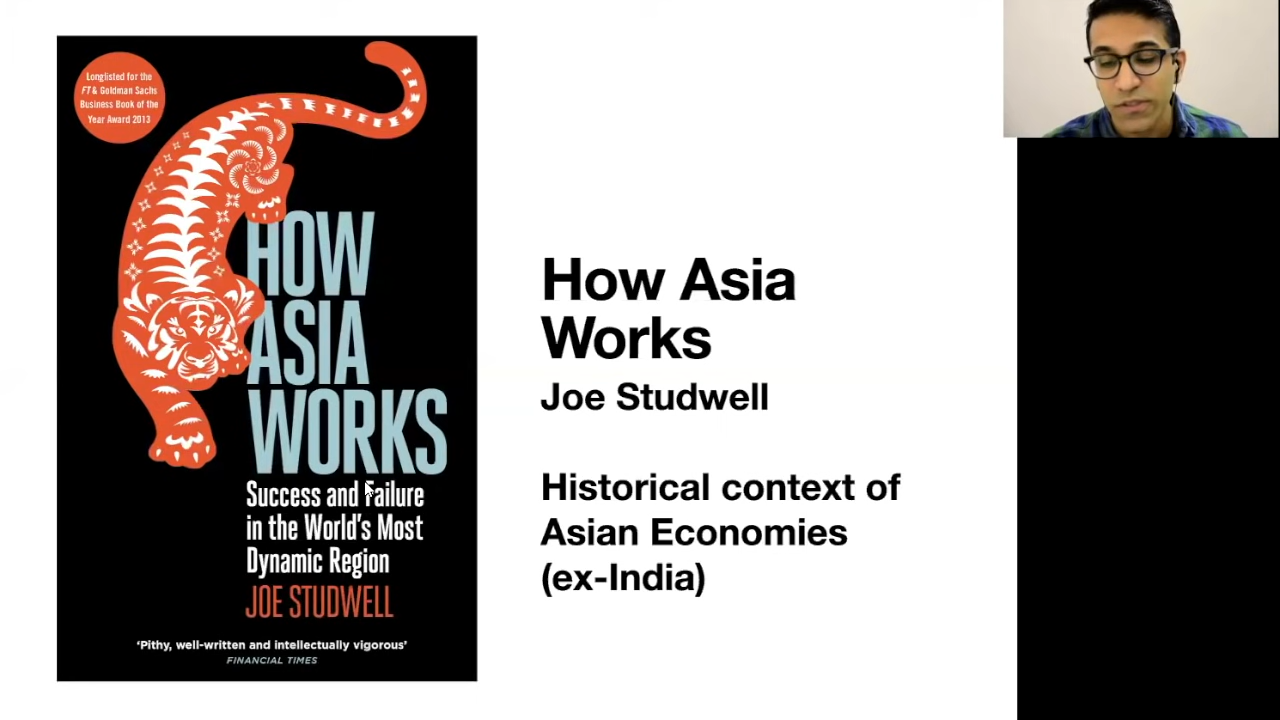 Longlisted for the
FT & Goldman Sachs
Business Book of the
Year Award 2013
HOW
ASIA
WORKS
Success and Failure
in the World's Most
Dynamic Region
JOE STUDWELL
‘Pithy, well-written and intellectually vigorous’
FINANCIAL TIMES
How Asia
Works
Joe Studwell
Historical context of
Asian Economies
(ex-India)